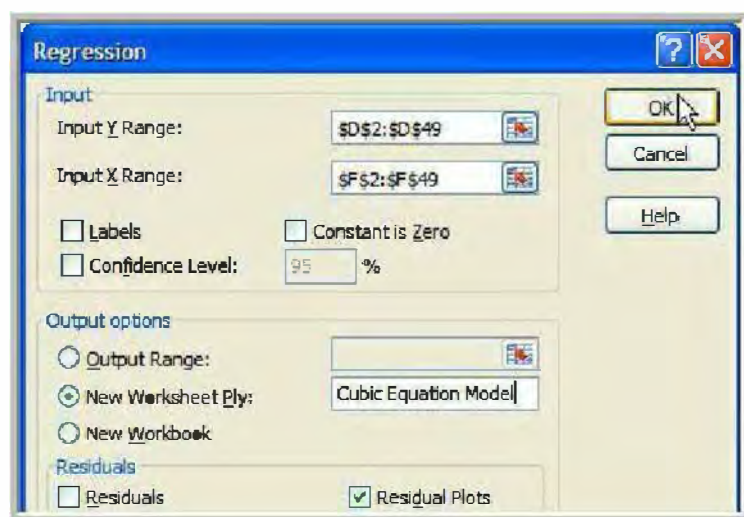 Regression
Input
Input Y Range: $D$2:$D$49
OK
Input X Range: $F$2:$F$49
Cancel
Help
Labels Constant is Zero
Confidence Level: 95 %
Output options
Output Range:
New Worksheet Ply: Cubic Equation Model
New Workbook
Residuals
Residuals Residual Plots